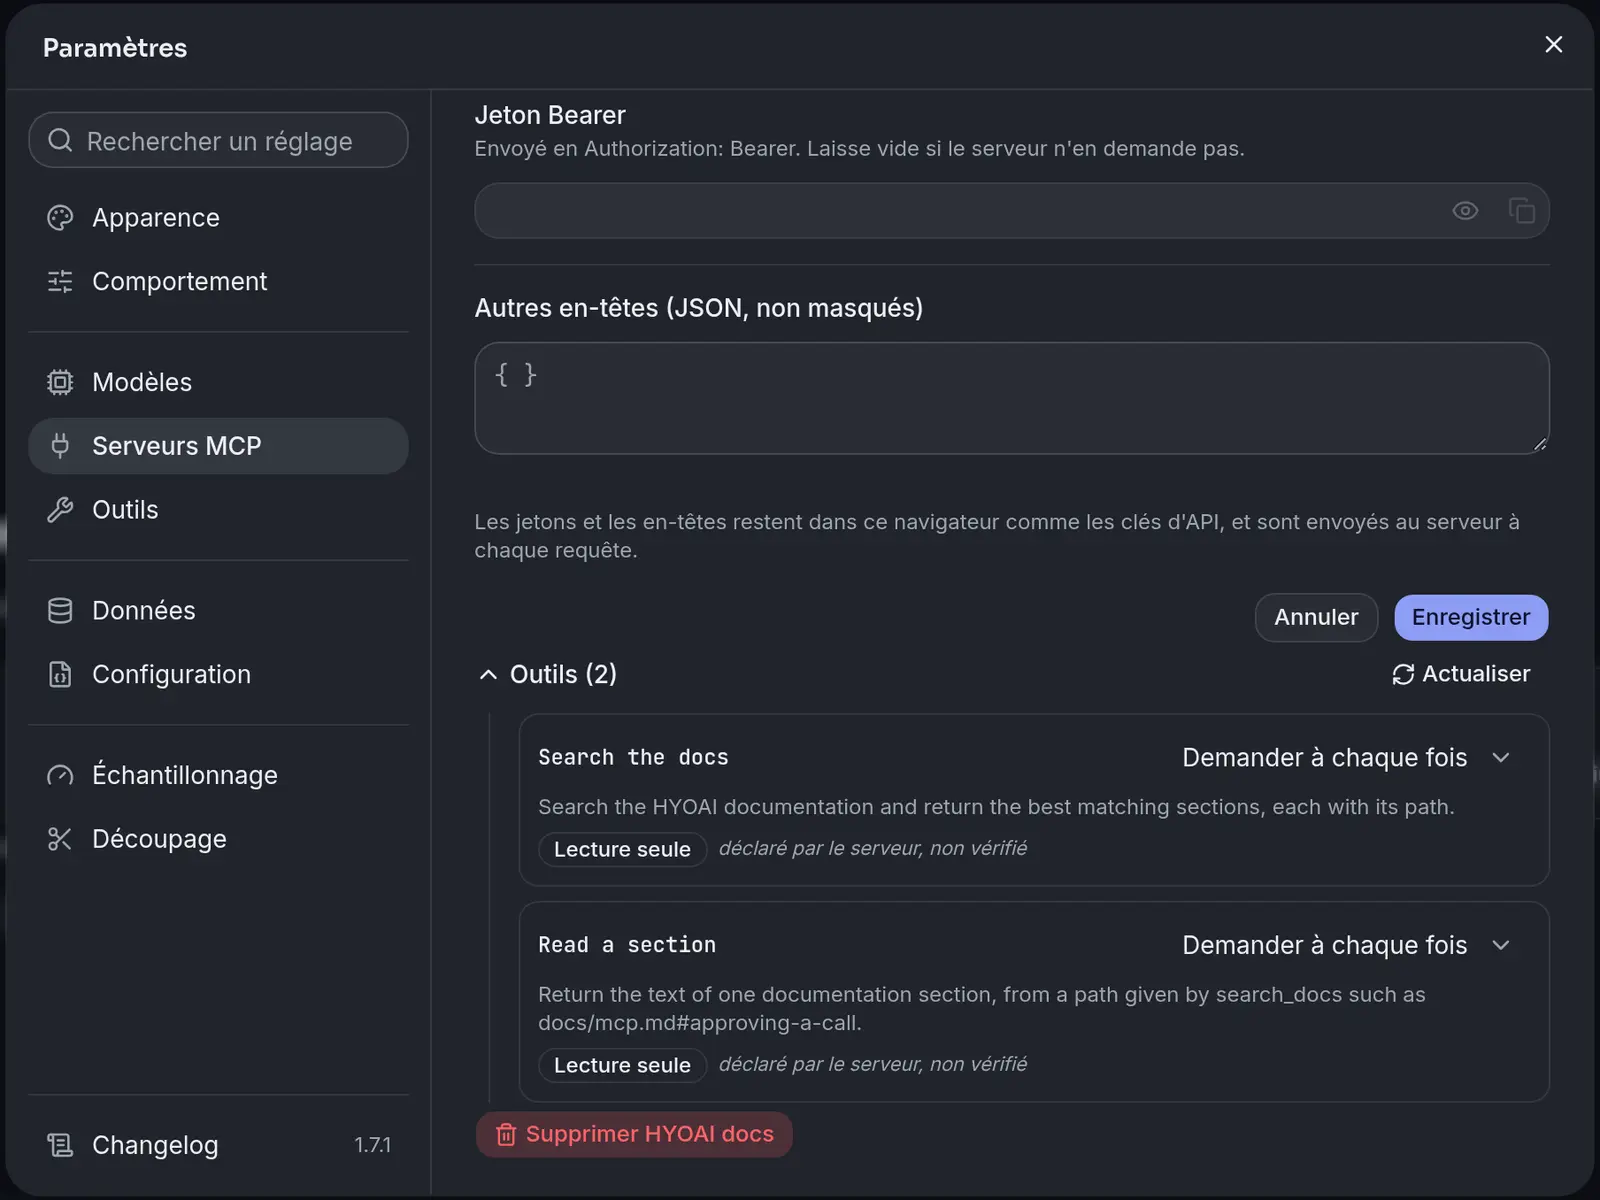 Paramètres
Rechercher un réglage
Apparence
Comportement
Modèles
Serveurs MCP
Outils
Données
Configuration
Échantillonnage
Découpage
Changelog 1.7.1
Jeton Bearer
Envoyé en Authorization: Bearer. Laisse vide si le serveur n'en demande pas.
Autres en-têtes (JSON, non masqués)
{ }
Les jetons et les en-têtes restent dans ce navigateur comme les clés d'API, et sont envoyés au serveur à
chaque requête.
Annuler Enregistrer
Outils (2) Actualiser
Search the docs Demander à chaque fois
Search the HYOAI documentation and return the best matching sections, each with its path.
Lecture seule déclaré par le serveur, non vérifié
Read a section Demander à chaque fois
Return the text of one documentation section, from a path given by search_docs such as
docs/mcp.md#approving-a-call.
Lecture seule déclaré par le serveur, non vérifié
Supprimer HYOAI docs